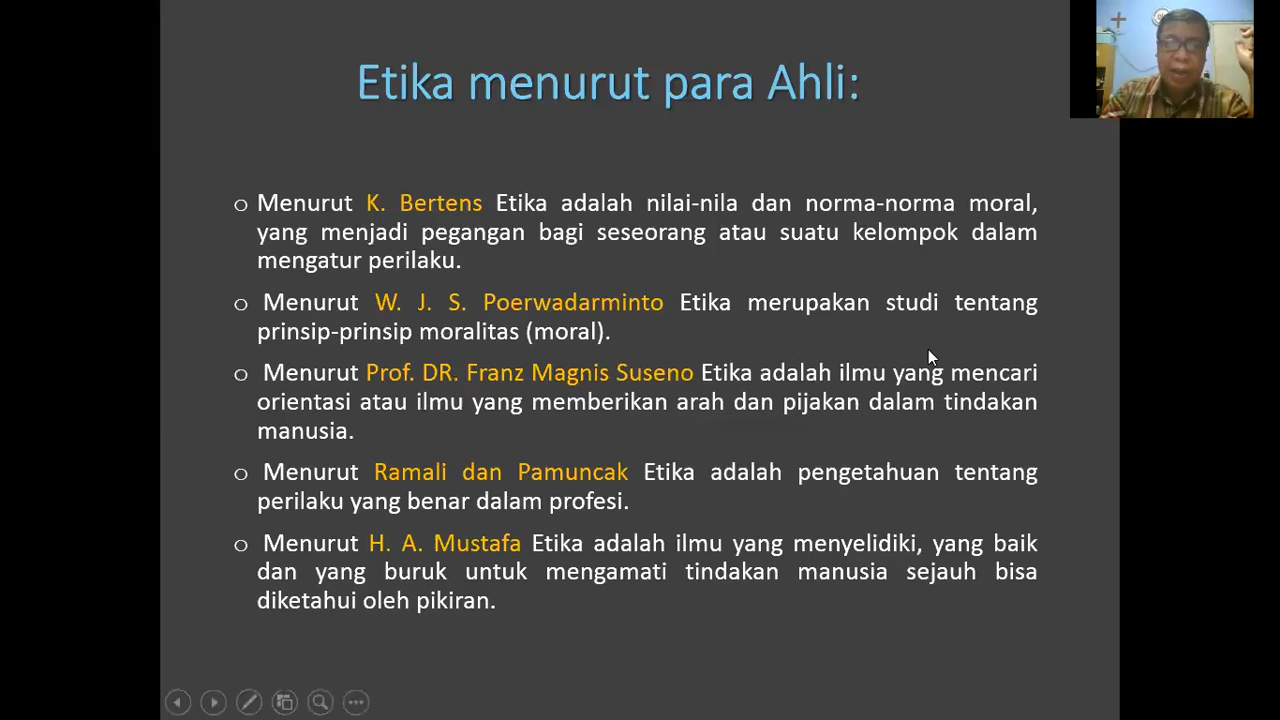 Etika menurut para Ahli:
o Menurut K. Bertens Etika adalah nilai-nila dan norma-norma moral,
yang menjadi pegangan bagi seseorang atau suatu kelompok dalam
mengatur perilaku.
o Menurut W. J. S. Poerwadarminto Etika merupakan studi tentang
prinsip-prinsip moralitas (moral).
o Menurut Prof. DR. Franz Magnis Suseno Etika adalah ilmu yang mencari
orientasi atau ilmu yang memberikan arah dan pijakan dalam tindakan
manusia.
o Menurut Ramali dan Pamuncak Etika adalah pengetahuan tentang
perilaku yang benar dalam profesi.
o Menurut H. A. Mustafa Etika adalah ilmu yang menyelidiki, yang baik
dan yang buruk untuk mengamati tindakan manusia sejauh bisa
diketahui oleh pikiran.